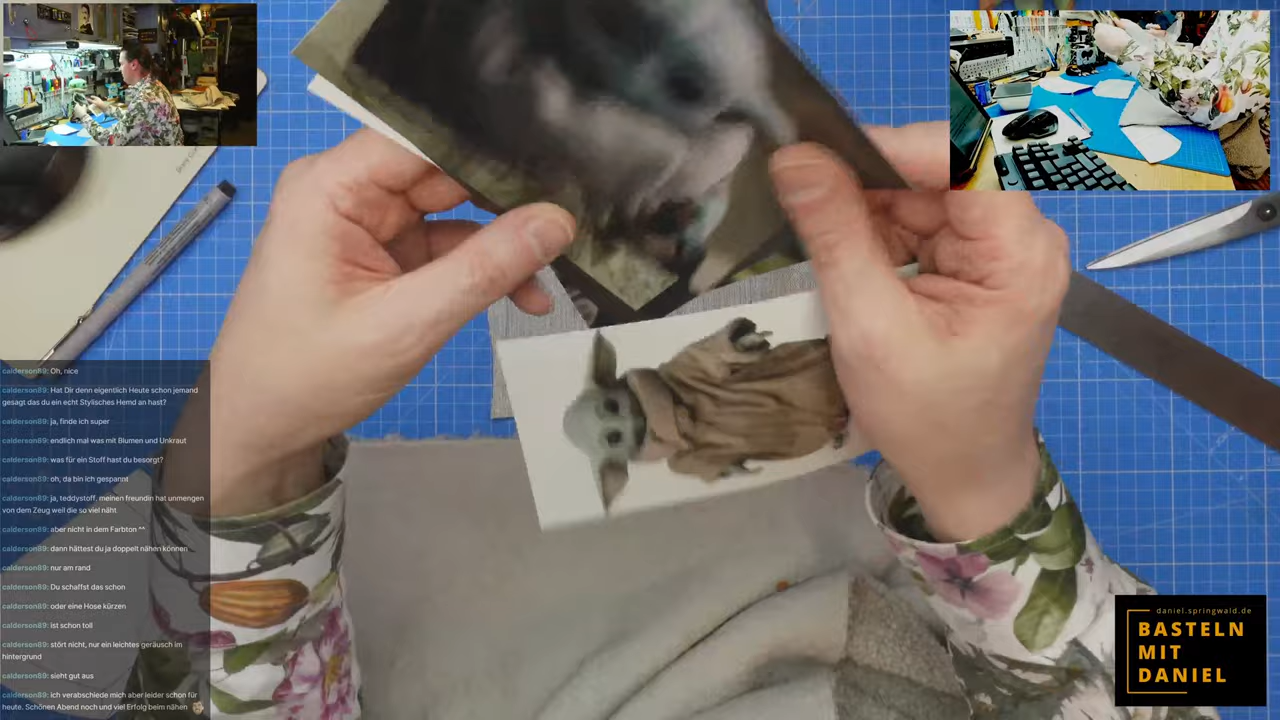 calderson89: Oh, nice
calderson89: Hat Dir denn eigentlich Heute schon jemand
gesagt das du ein echt Stylisches Hemd an hast?
calderson89: ja, finde ich super
calderson89: endlich mal was mit Blumen und Unkraut
calderson89: was für ein Stoff hast du besorgt?
calderson89: oh, da bin ich gespannt
calderson89: ja, teddystoff. meinen freundin hat unmengen
von dem Zeug weil die so viel näht
calderson89: aber nicht in dem Farbton ^^
calderson89: dann hättest du ja doppelt nähen können
calderson89: nur am rand
calderson89: Du schaffst das schon
calderson89: oder eine Hose kürzen
calderson89: ist schon toll
calderson89: stört nicht, nur ein leichtes geräusch im
hintergrund
calderson89: sieht gut aus
calderson89: ich verabschiede mich aber leider schon für
heute. Schönen Abend noch und viel Erfolg beim nähen
daniel.springwald.de
BASTELN
MIT
DANIEL